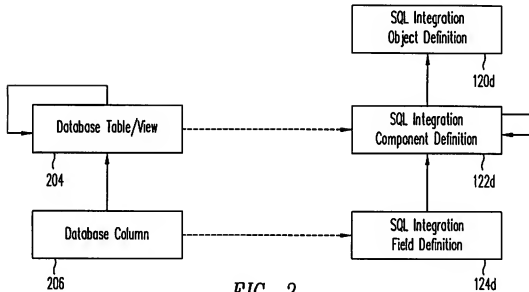 SQL Integration
Object Definition
120d
Database Table/View
204
SQL Integration
Component Definition
122d
Database Column
206
SQL Integration
Field Definition
124d